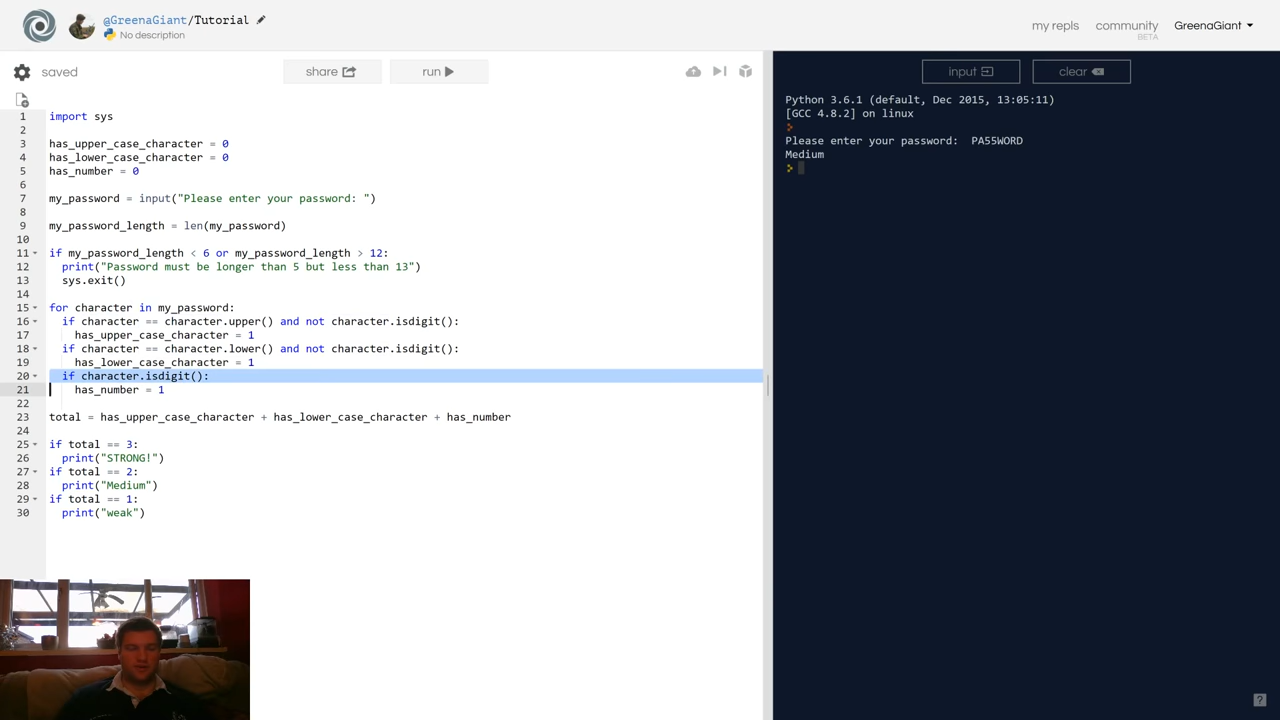 @GreenaGiant/Tutorial
No description
my repls
community
BETA
GreenaGiant
saved
share
run
input
clear
1 import sys
2
3 has_upper_case_character = 0
4 has_lower_case_character = 0
5 has_number = 0
6
7 my_password = input("Please enter your password: ")
8
9 my_password_length = len(my_password)
10
11 if my_password_length < 6 or my_password_length > 12:
12 print("Password must be longer than 5 but less than 13")
13 sys.exit()
14
15 for character in my_password:
16 if character == character.upper() and not character.isdigit():
17 has_upper_case_character = 1
18 if character == character.lower() and not character.isdigit():
19 has_lower_case_character = 1
20 if character.isdigit():
21 has_number = 1
22
23 total = has_upper_case_character + has_lower_case_character + has_number
24
25 if total == 3:
26 print("STRONG!")
27 if total == 2:
28 print("Medium")
29 if total == 1:
30 print("weak")
Python 3.6.1 (default, Dec 2015, 13:05:11)
[GCC 4.8.2] on linux
Please enter your password:  PA55WORD
Medium
?